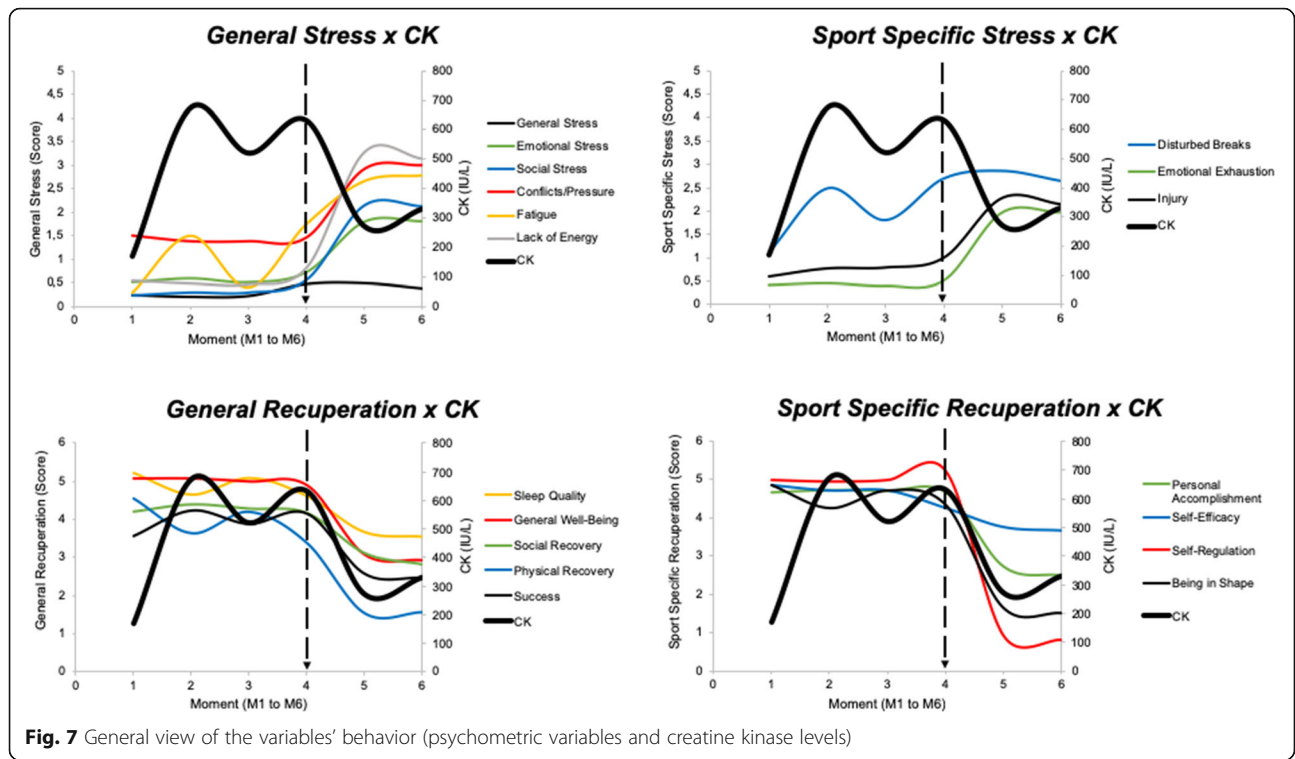 General Stress x CK
5
4,5
4
3,5
3
2,5
2
1,5
1
0,5
0
General Stress (Score)
800
700
600
500
400
300
200
100
0
CK (IU/L)
0 1 2 3 4 5 6
Moment (M1 to M6)
General Stress
Emotional Stress
Social Stress
Conflicts/Pressure
Fatigue
Lack of Energy
CK
Sport Specific Stress x CK
5
4,5
4
3,5
3
2,5
2
1,5
1
0,5
0
Sport Specific Stress (Score)
800
700
600
500
400
300
200
100
0
CK (IU/L)
0 1 2 3 4 5 6
Moment (M1 to M6)
Disturbed Breaks
Emotional Exhaustion
Injury
CK
General Recuperation x CK
6
5
4
3
2
1
0
General Recuperation (Score)
800
700
600
500
400
300
200
100
0
CK (IU/L)
0 1 2 3 4 5 6
Moment (M1 to M6)
Sleep Quality
General Well-Being
Social Recovery
Physical Recovery
Success
CK
Sport Specific Recuperation x CK
6
5
4
3
2
1
0
Sport Specific Recuperation (Score)
800
700
600
500
400
300
200
100
0
CK (IU/L)
0 1 2 3 4 5 6
Moment (M1 to M6)
Personal
Accomplishment
Self-Efficacy
Self-Regulation
Being in Shape
CK
Fig. 7 General view of the variables’ behavior (psychometric variables and creatine kinase levels)